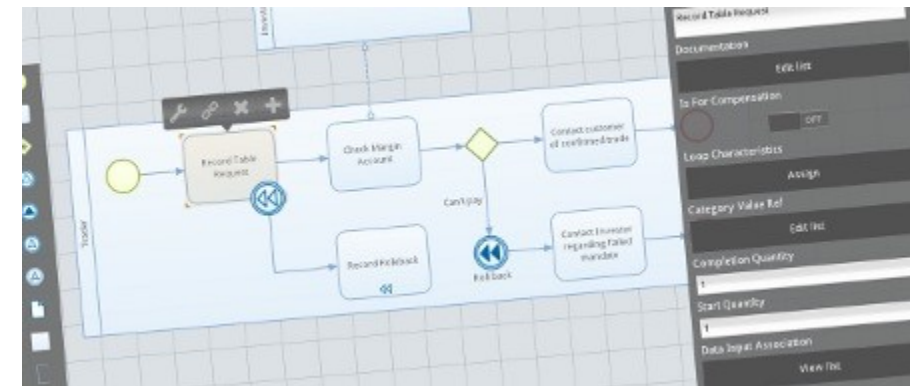 Record Table Request
Documentation
Edit list
Is For Compensation
OFF
Loop Characteristics
Assign
Category Value Ref
Edit list
Completion Quantity
1
Start Quantity
1
Data Input Association
View list
Trader
Record Table
Request
Check Margin
Account
Contact customer
of confirmed trade
Can't pay
Record Rollback
Roll back
Contact Investor
regarding failed
mandate